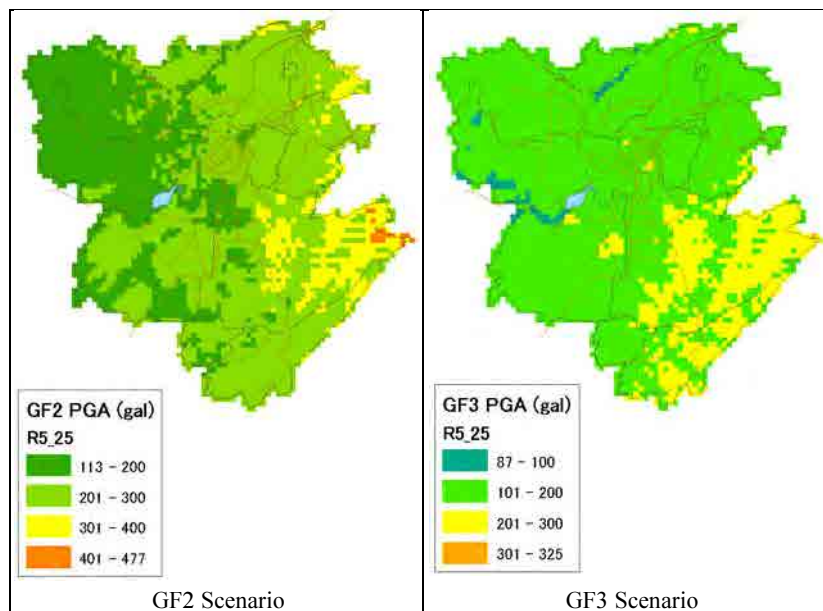 GF2 PGA (gal)
R5_25
113 - 200
201 - 300
301 - 400
401 - 477
GF2 Scenario
GF3 PGA (gal)
R5_25
87 - 100
101 - 200
201 - 300
301 - 325
GF3 Scenario